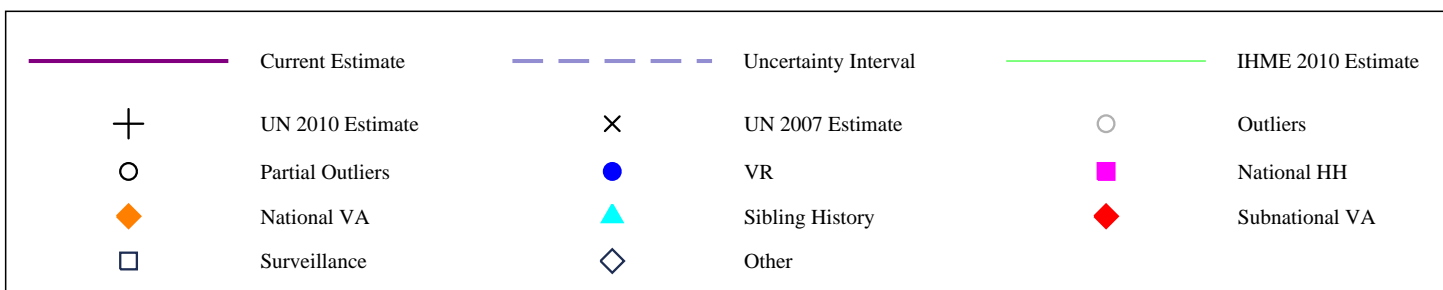 Current Estimate Uncertainty Interval IHME 2010 Estimate
UN 2010 Estimate UN 2007 Estimate Outliers
Partial Outliers VR National HH
National VA Sibling History Subnational VA
Surveillance Other